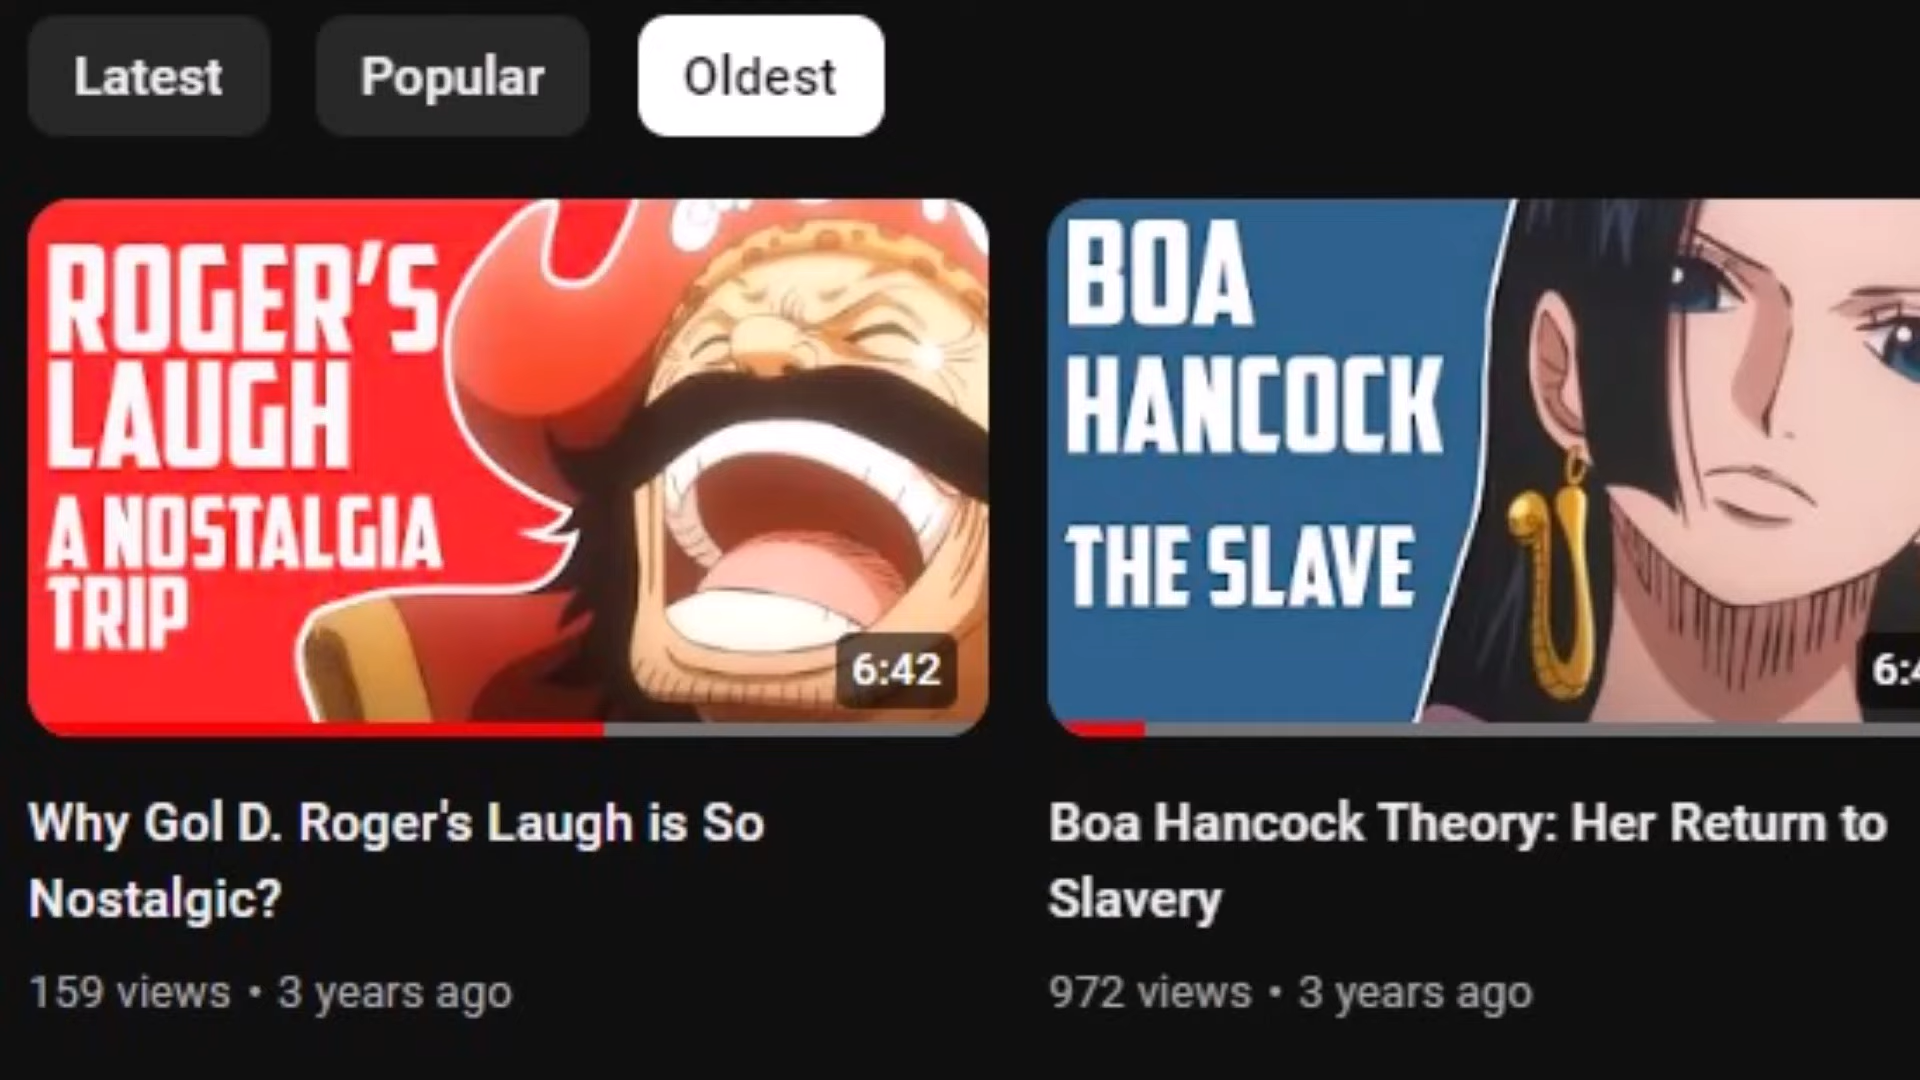 Latest
Popular
Oldest
ROGER'S
LAUGH
A NOSTALGIA
TRIP
6:42
BOA
HANCOCK
THE SLAVE
Why Gol D. Roger's Laugh is So
Nostalgic?
159 views • 3 years ago
Boa Hancock Theory: Her Return to
Slavery
972 views • 3 years ago